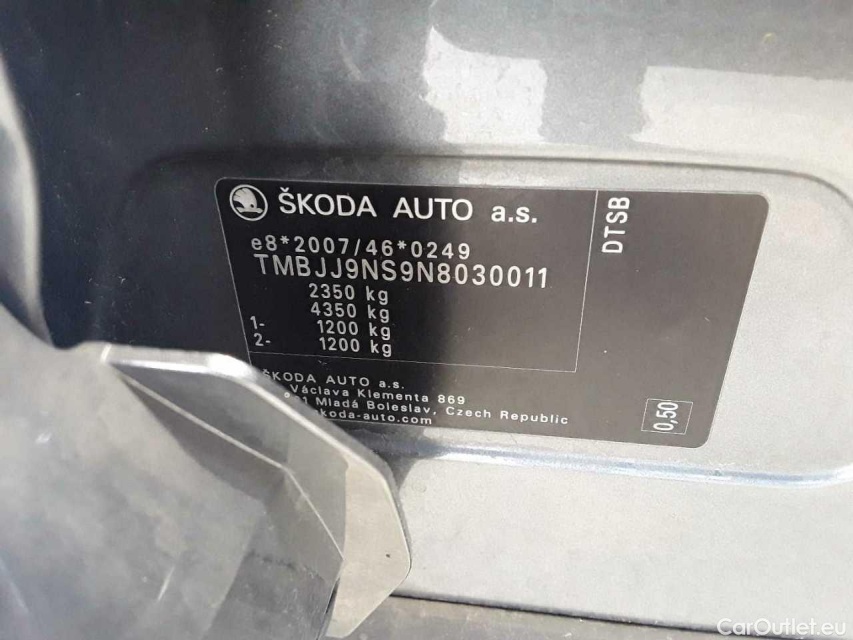 ŠKODA AUTO a.s.
e8*2007/46*0249
TMBJJ9NS9N8030011
2350 kg
4350 kg
1- 1200 kg
2- 1200 kg
ŠKODA AUTO a.s.
Václava Klementa 869
Mladá Boleslav, Czech Republic
skoda-auto.com
DTSB
0,50
CarOutlet.eu